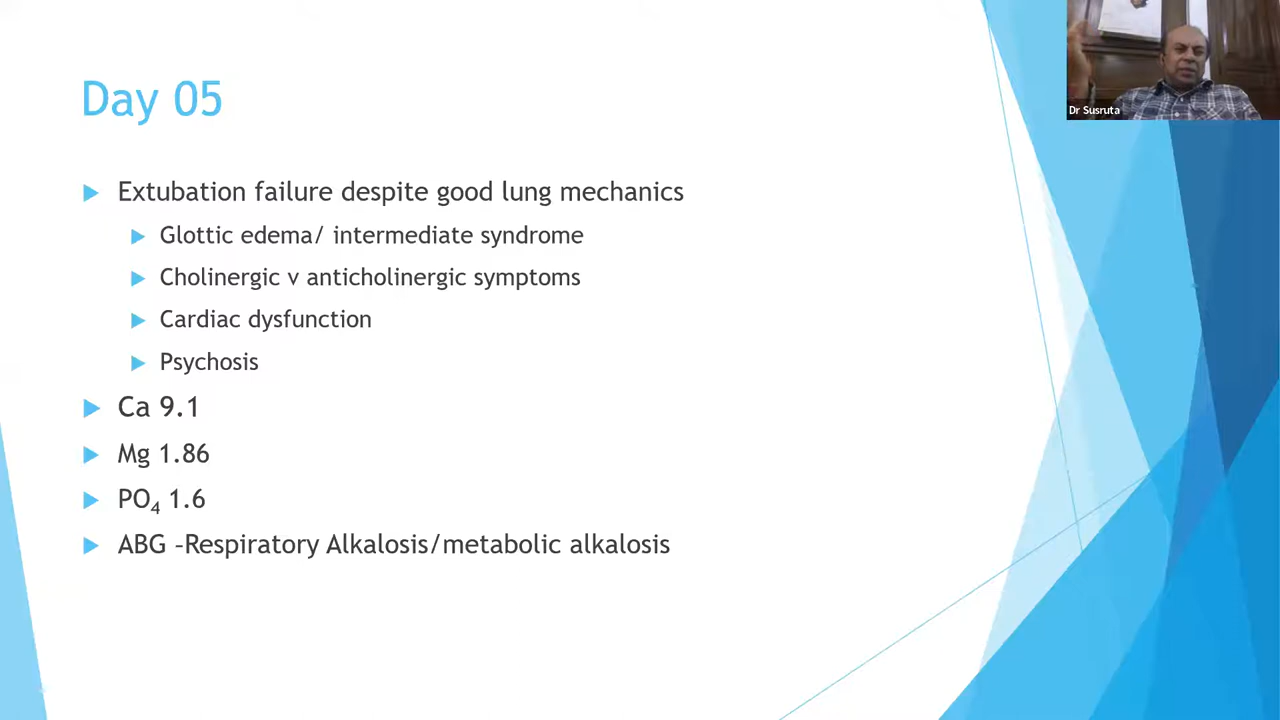 Day 05
Extubation failure despite good lung mechanics
Glottic edema/ intermediate syndrome
Cholinergic v anticholinergic symptoms
Cardiac dysfunction
Psychosis
Ca 9.1
Mg 1.86
PO₄ 1.6
ABG –Respiratory Alkalosis/metabolic alkalosis
Dr Susruta